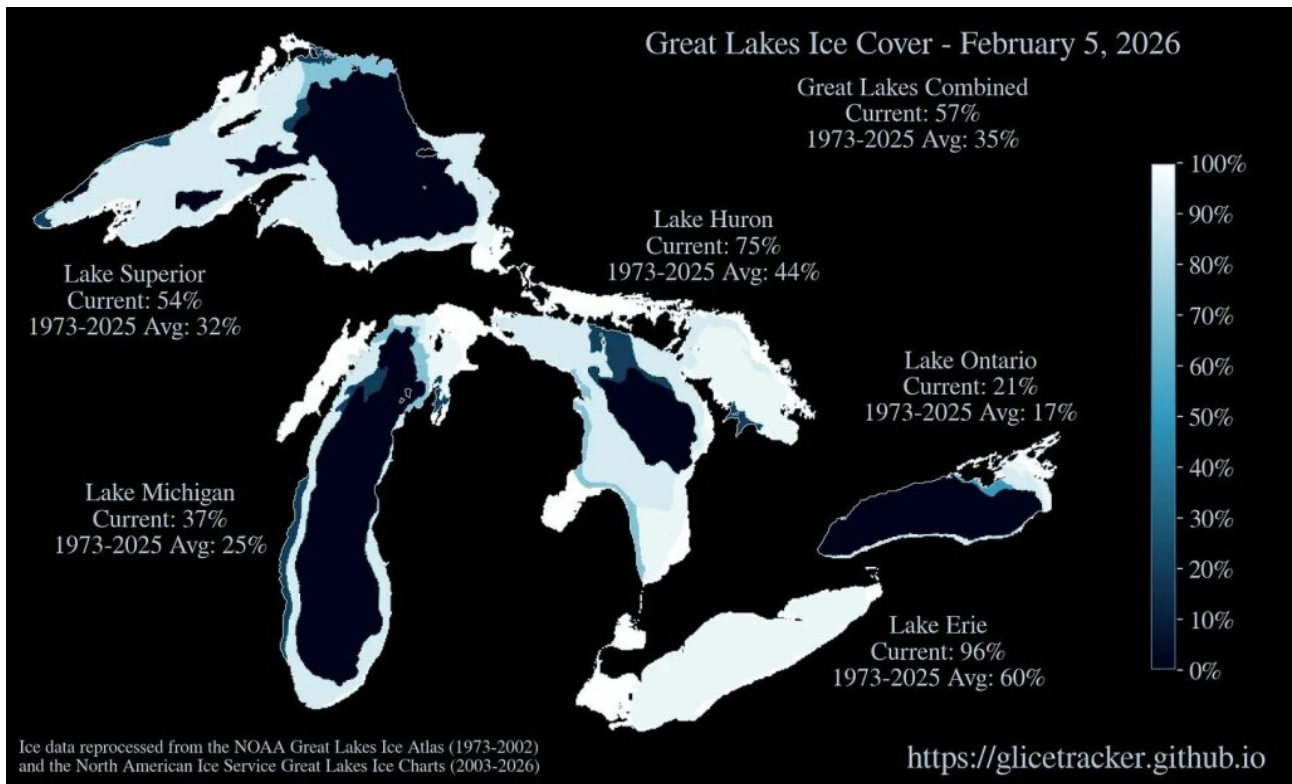 Great Lakes Ice Cover - February 5, 2026
Great Lakes Combined
Current: 57%
1973-2025 Avg: 35%
Lake Superior
Current: 54%
1973-2025 Avg: 32%
Lake Huron
Current: 75%
1973-2025 Avg: 44%
Lake Ontario
Current: 21%
1973-2025 Avg: 17%
Lake Michigan
Current: 37%
1973-2025 Avg: 25%
Lake Erie
Current: 96%
1973-2025 Avg: 60%
100%
90%
80%
70%
60%
50%
40%
30%
20%
10%
0%
Ice data reprocessed from the NOAA Great Lakes Ice Atlas (1973-2002)
and the North American Ice Service Great Lakes Ice Charts (2003-2026)
https://glicetracker.github.io